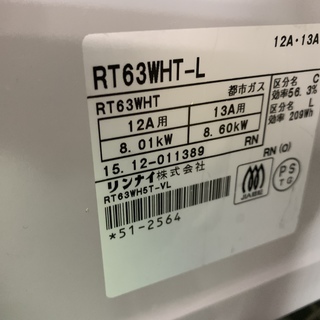 12A・13A
RT63WHT-L
RT63WHT 都市ガス
12A用 13A用
8.01kW 8.60kW
15.12-011389 RN
リンナイ株式会社
RT63WH5T-VL
*51-2564
区分名 C
効率56.3%
区分名 L
効率 209Wh
RN (O)
JIA
PS
TG